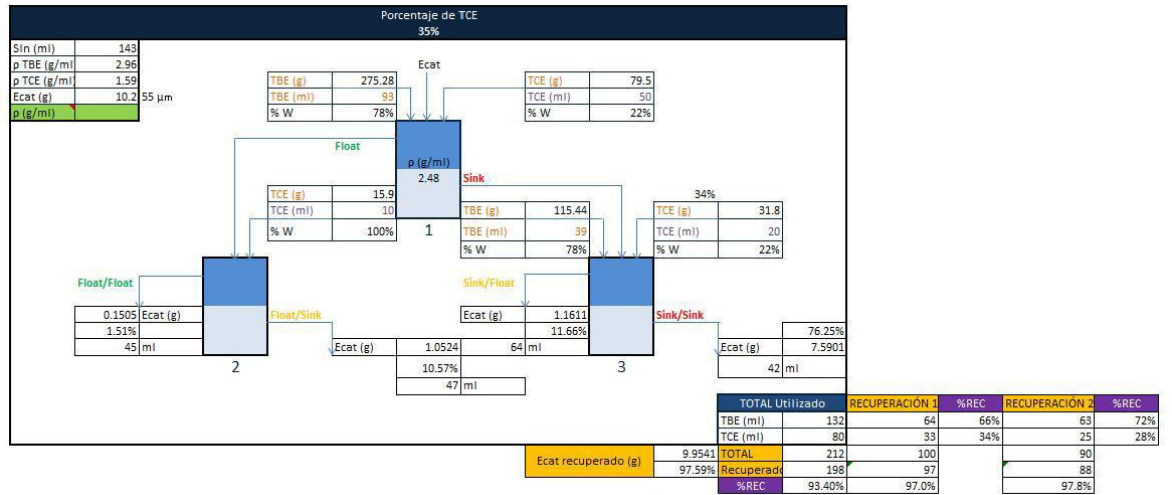 Porcentaje de TCE
35%
Sln (ml) 143
ρ TBE (g/ml 2.96
ρ TCE (g/ml) 1.59
Ecat (g) 10.2 55 µm
ρ (g/ml)
Ecat
TBE (g) 275.28
TBE (ml) 93
% W 78%
TCE (g) 79.5
TCE (ml) 50
% W 22%
Float
ρ (g/ml)
2.48
Sink
1
TCE (g) 15.9
TCE (ml) 10
% W 100%
TBE (g) 115.44
TBE (ml) 39
% W 78%
34%
TCE (g) 31.8
TCE (ml) 20
% W 22%
Float/Float
Float/Sink
Sink/Float
Sink/Sink
0.1505 Ecat (g)
1.51%
45 ml
2
Ecat (g) 1.0524
10.57%
47 ml
Ecat (g) 1.1611
11.66%
64 ml
3
76.25%
Ecat (g) 7.5901
42 ml
TOTAL Utilizado RECUPERACIÓN 1 %REC RECUPERACIÓN 2 %REC
TBE (ml) 132 64 66% 63 72%
TCE (ml) 80 33 34% 25 28%
Ecat recuperado (g) 9.9541 TOTAL 212 100 90
97.59% Recuperado 198 97 88
%REC 93.40% 97.0% 97.8%